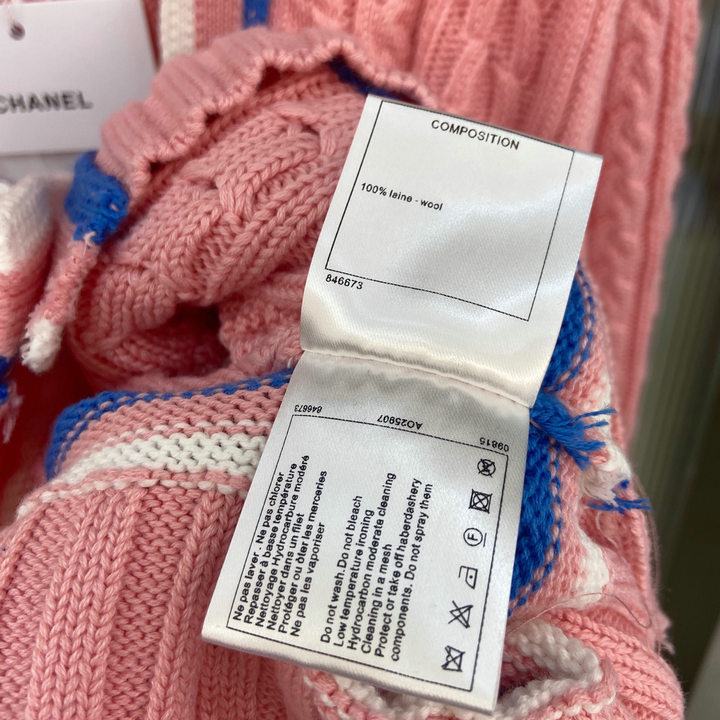 CHANEL
COMPOSITION
100% laine - wool
846673
846673
AO25907
09815
Ne pas laver - Ne pas chlorer
Repasser à basse température
Nettoyage Hydrocarbure modéré
Nettoyer dans un filet
Protéger ou ôter les merceries
Ne pas les vaporiser
Do not wash Do not bleach
Low temperature ironing
Hydrocarbon moderate cleaning
Cleaning in a mesh
Protect or take off haberdashery
components. Do not spray them
F